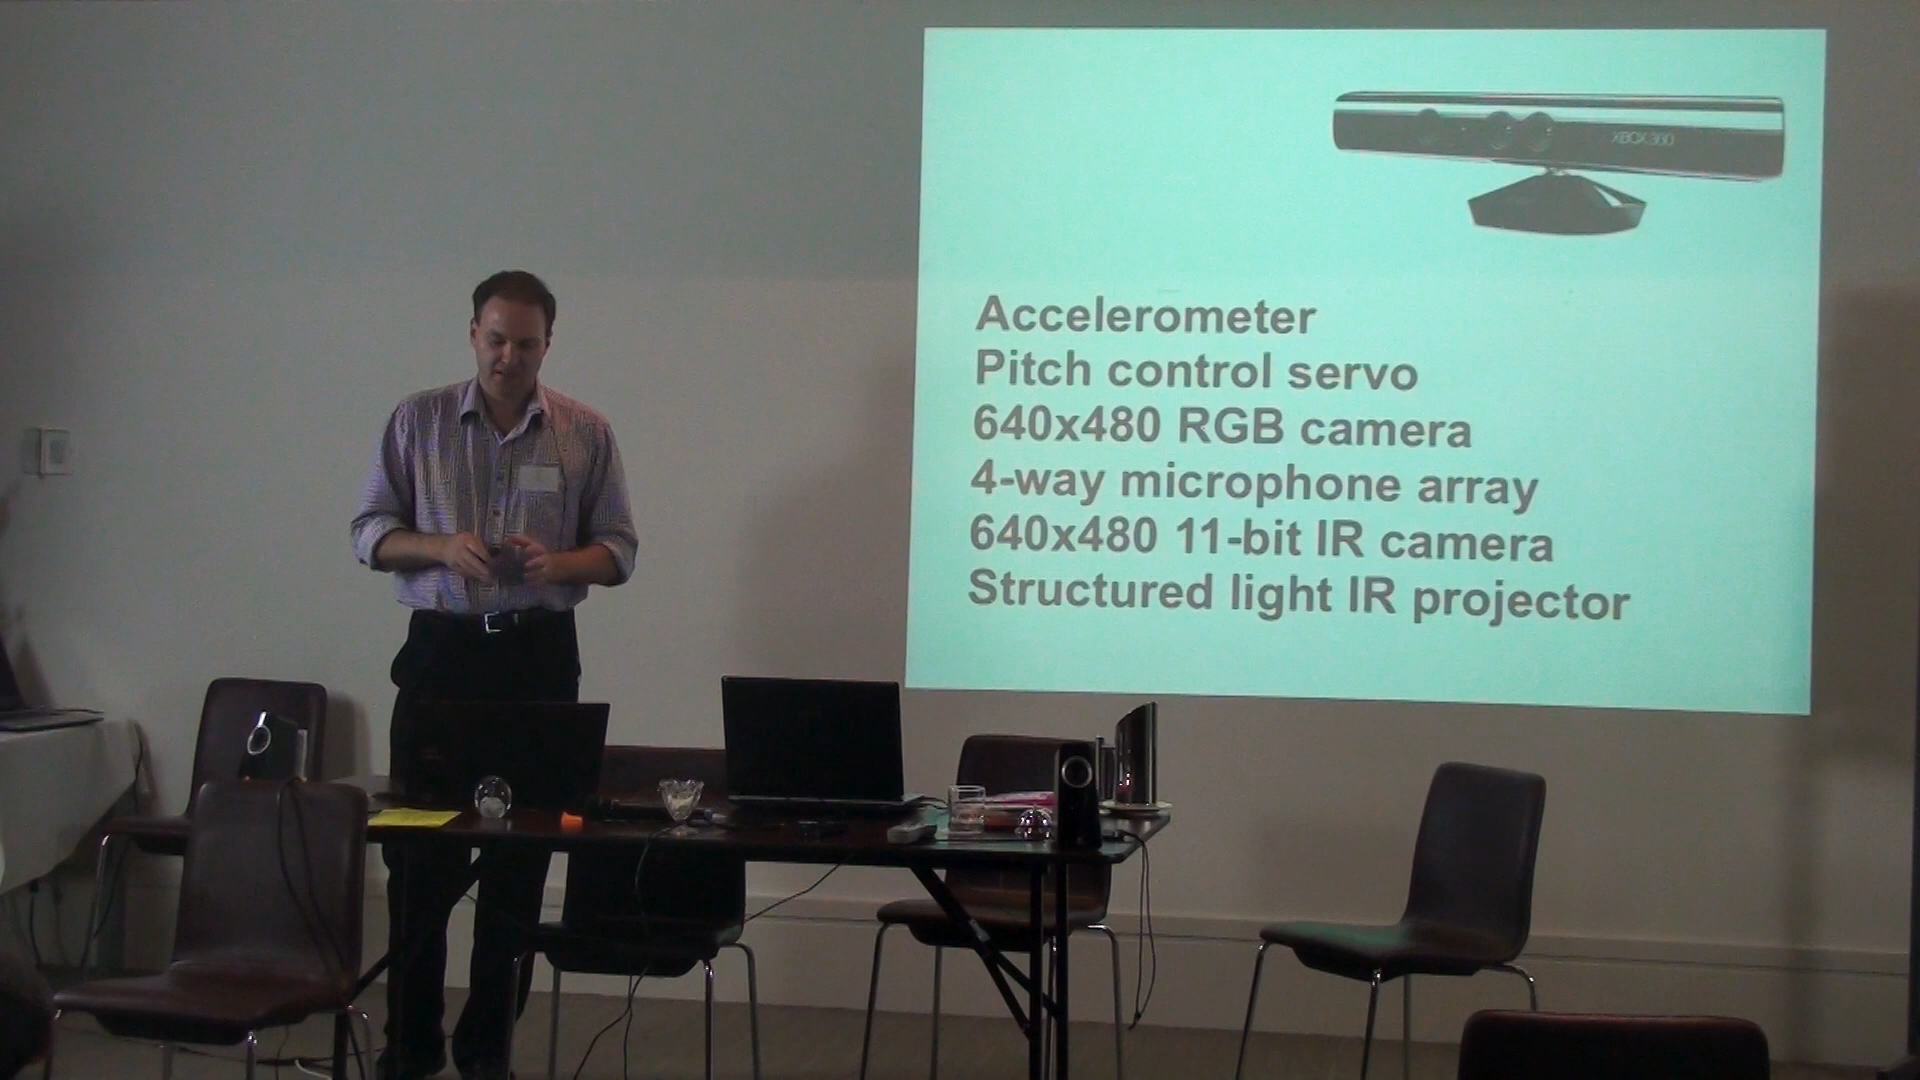 XBOX 360
Accelerometer
Pitch control servo
640x480 RGB camera
4-way microphone array
640x480 11-bit IR camera
Structured light IR projector